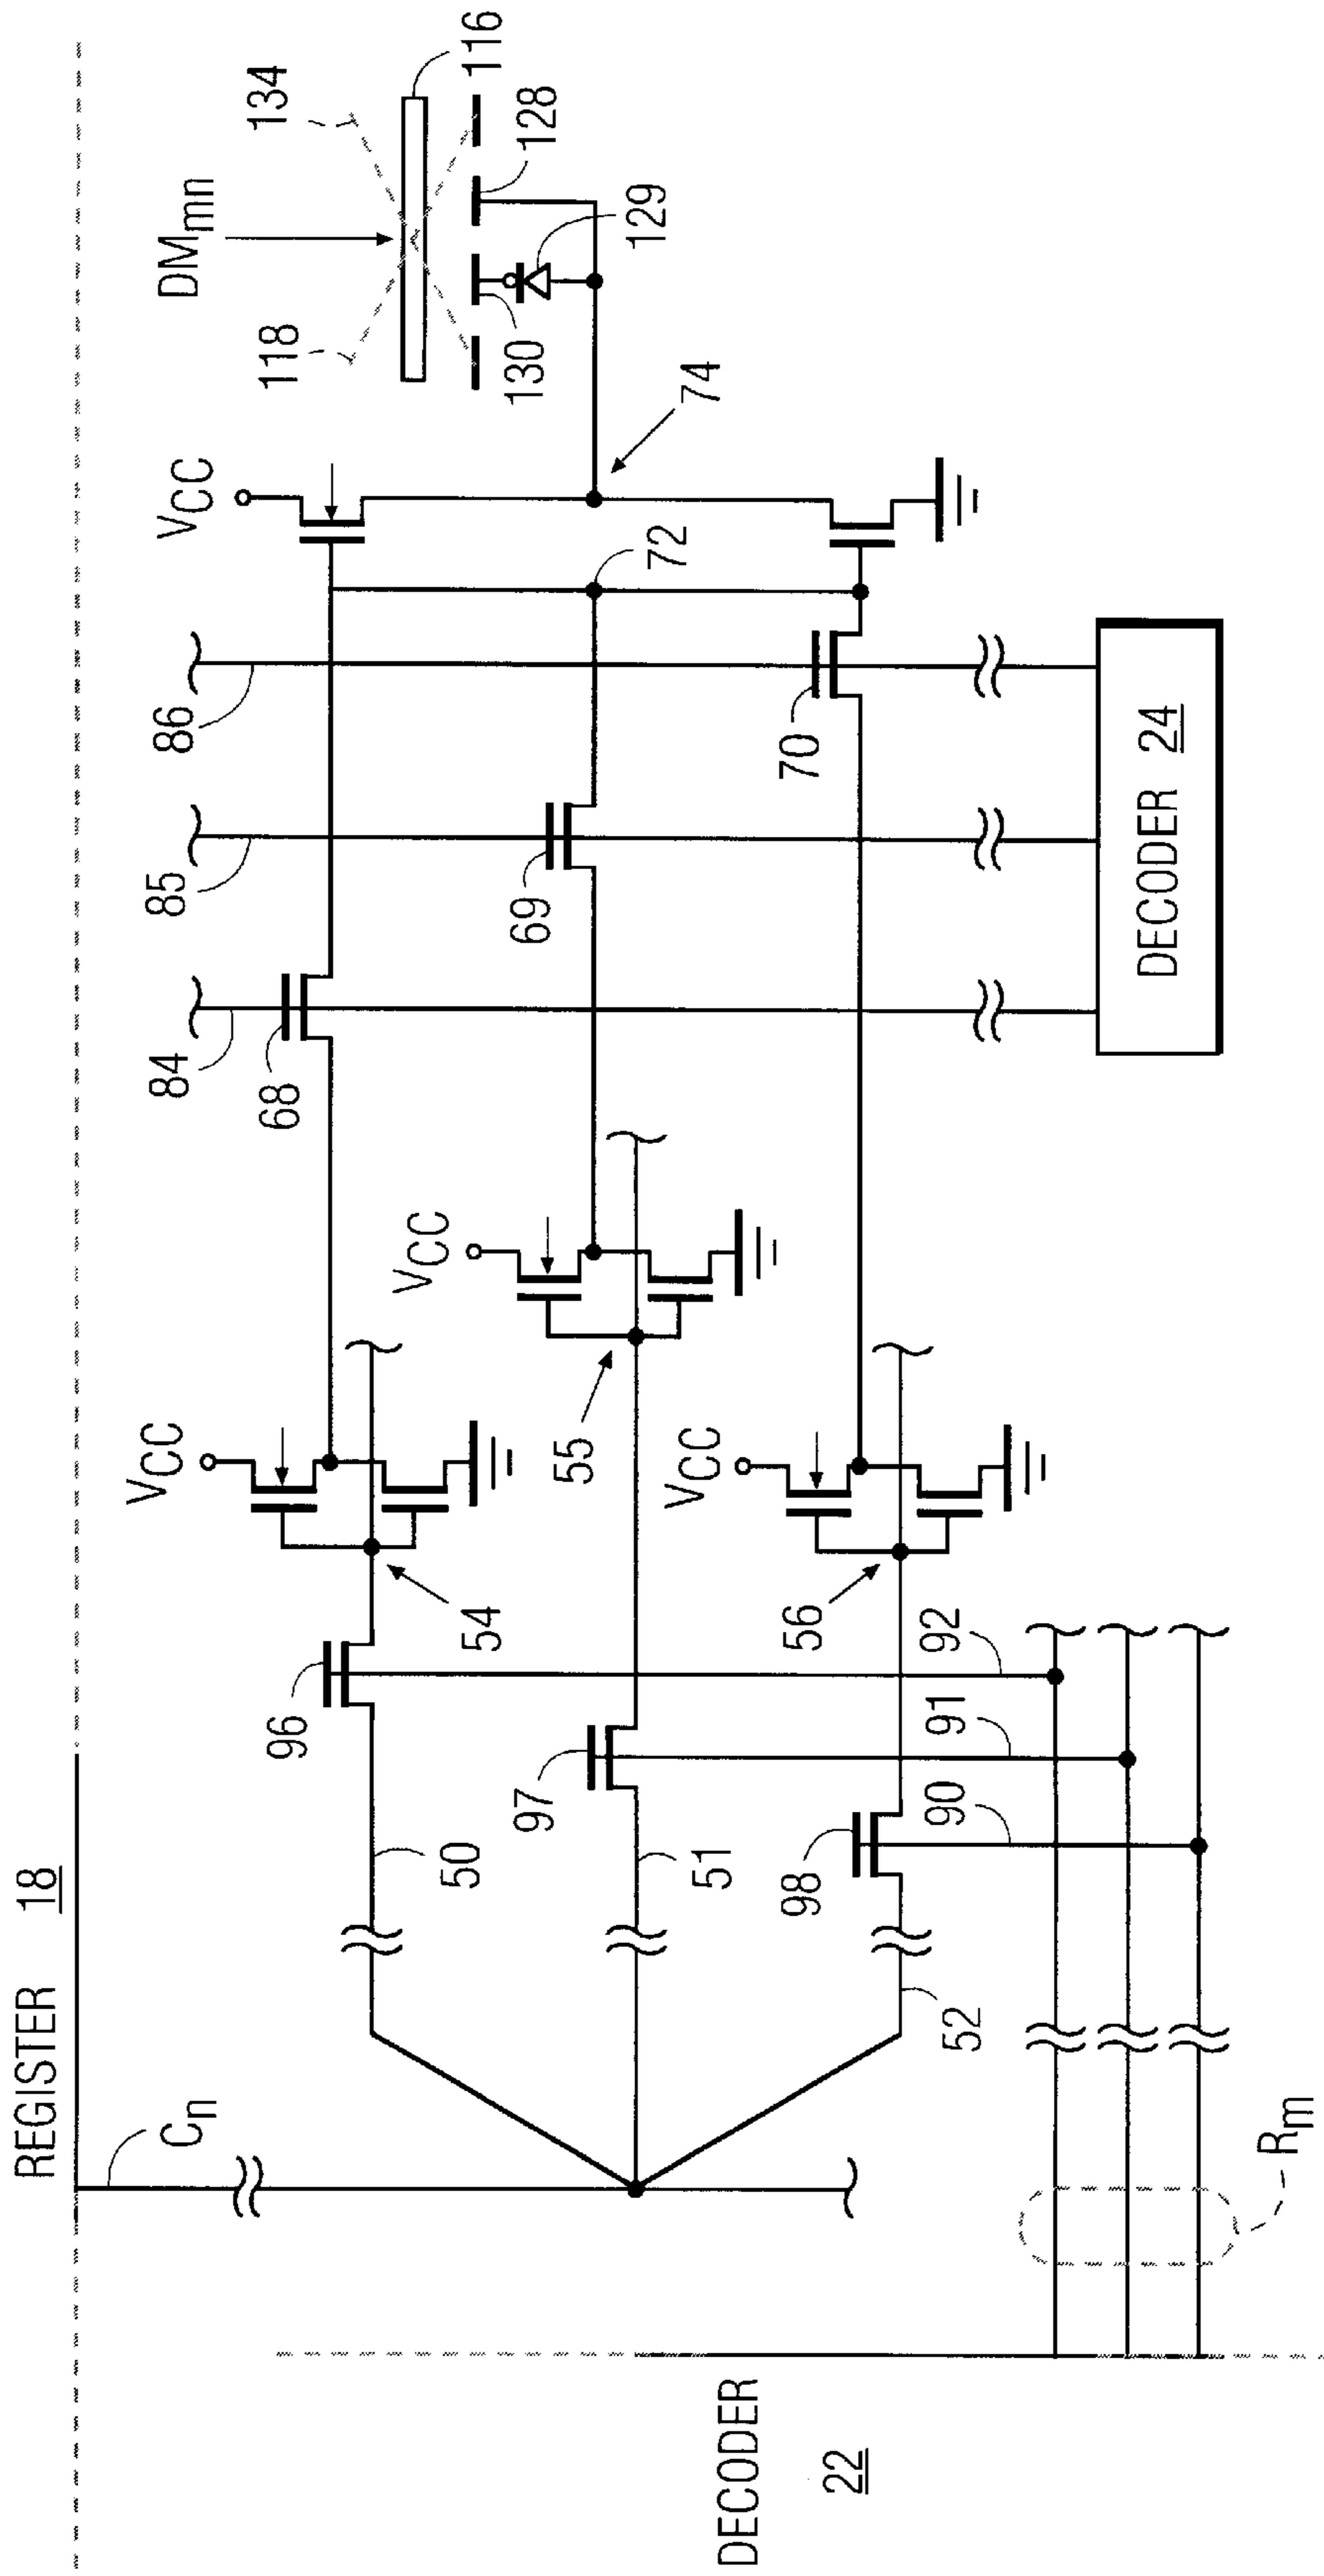 REGISTER 18
Cn
DECODER
22
Rm
50
51
52
96
97
98
90
91
92
VCC
54
VCC
55
VCC
56
84
85
86
68
69
70
DECODER 24
VCC
72
74
DMmn
118
134
116
130
128
129